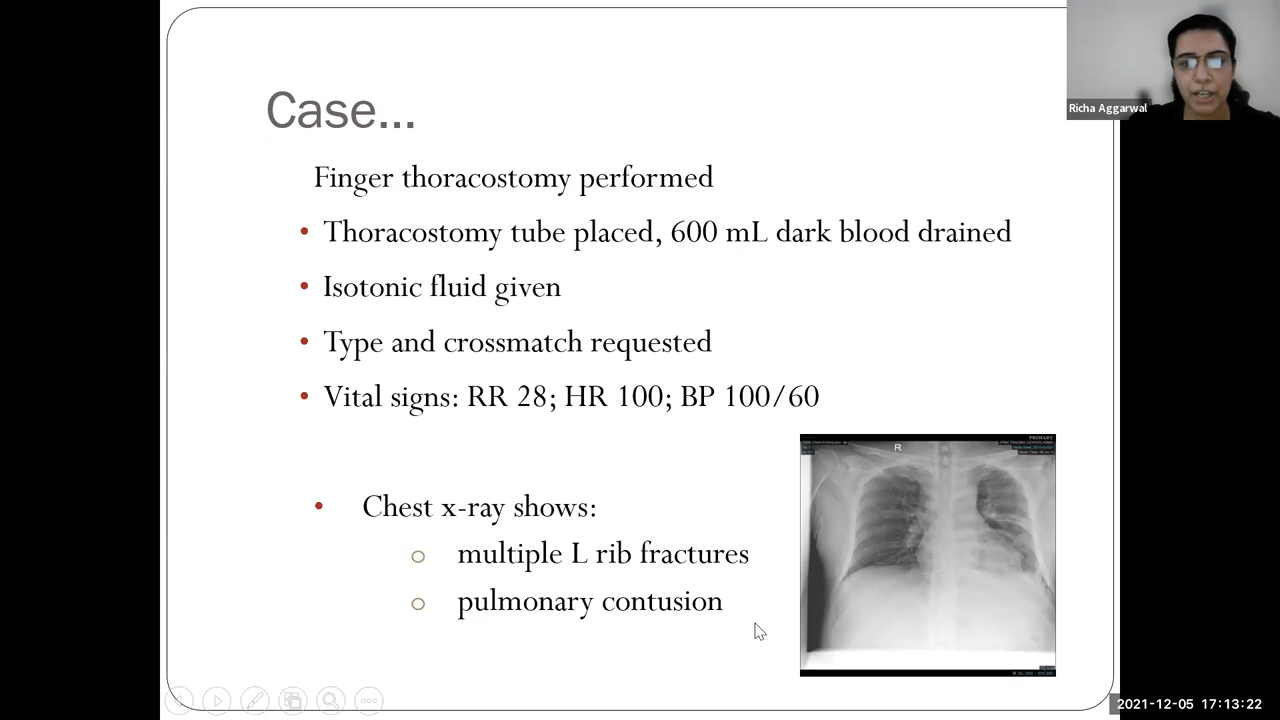 Case...
Finger thoracostomy performed
• Thoracostomy tube placed, 600 mL dark blood drained
• Isotonic fluid given
• Type and crossmatch requested
• Vital signs: RR 28; HR 100; BP 100/60
• Chest x-ray shows:
o multiple L rib fractures
o pulmonary contusion
PRIMARY
R
Richa Aggarwal
2021-12-05 17:13:22